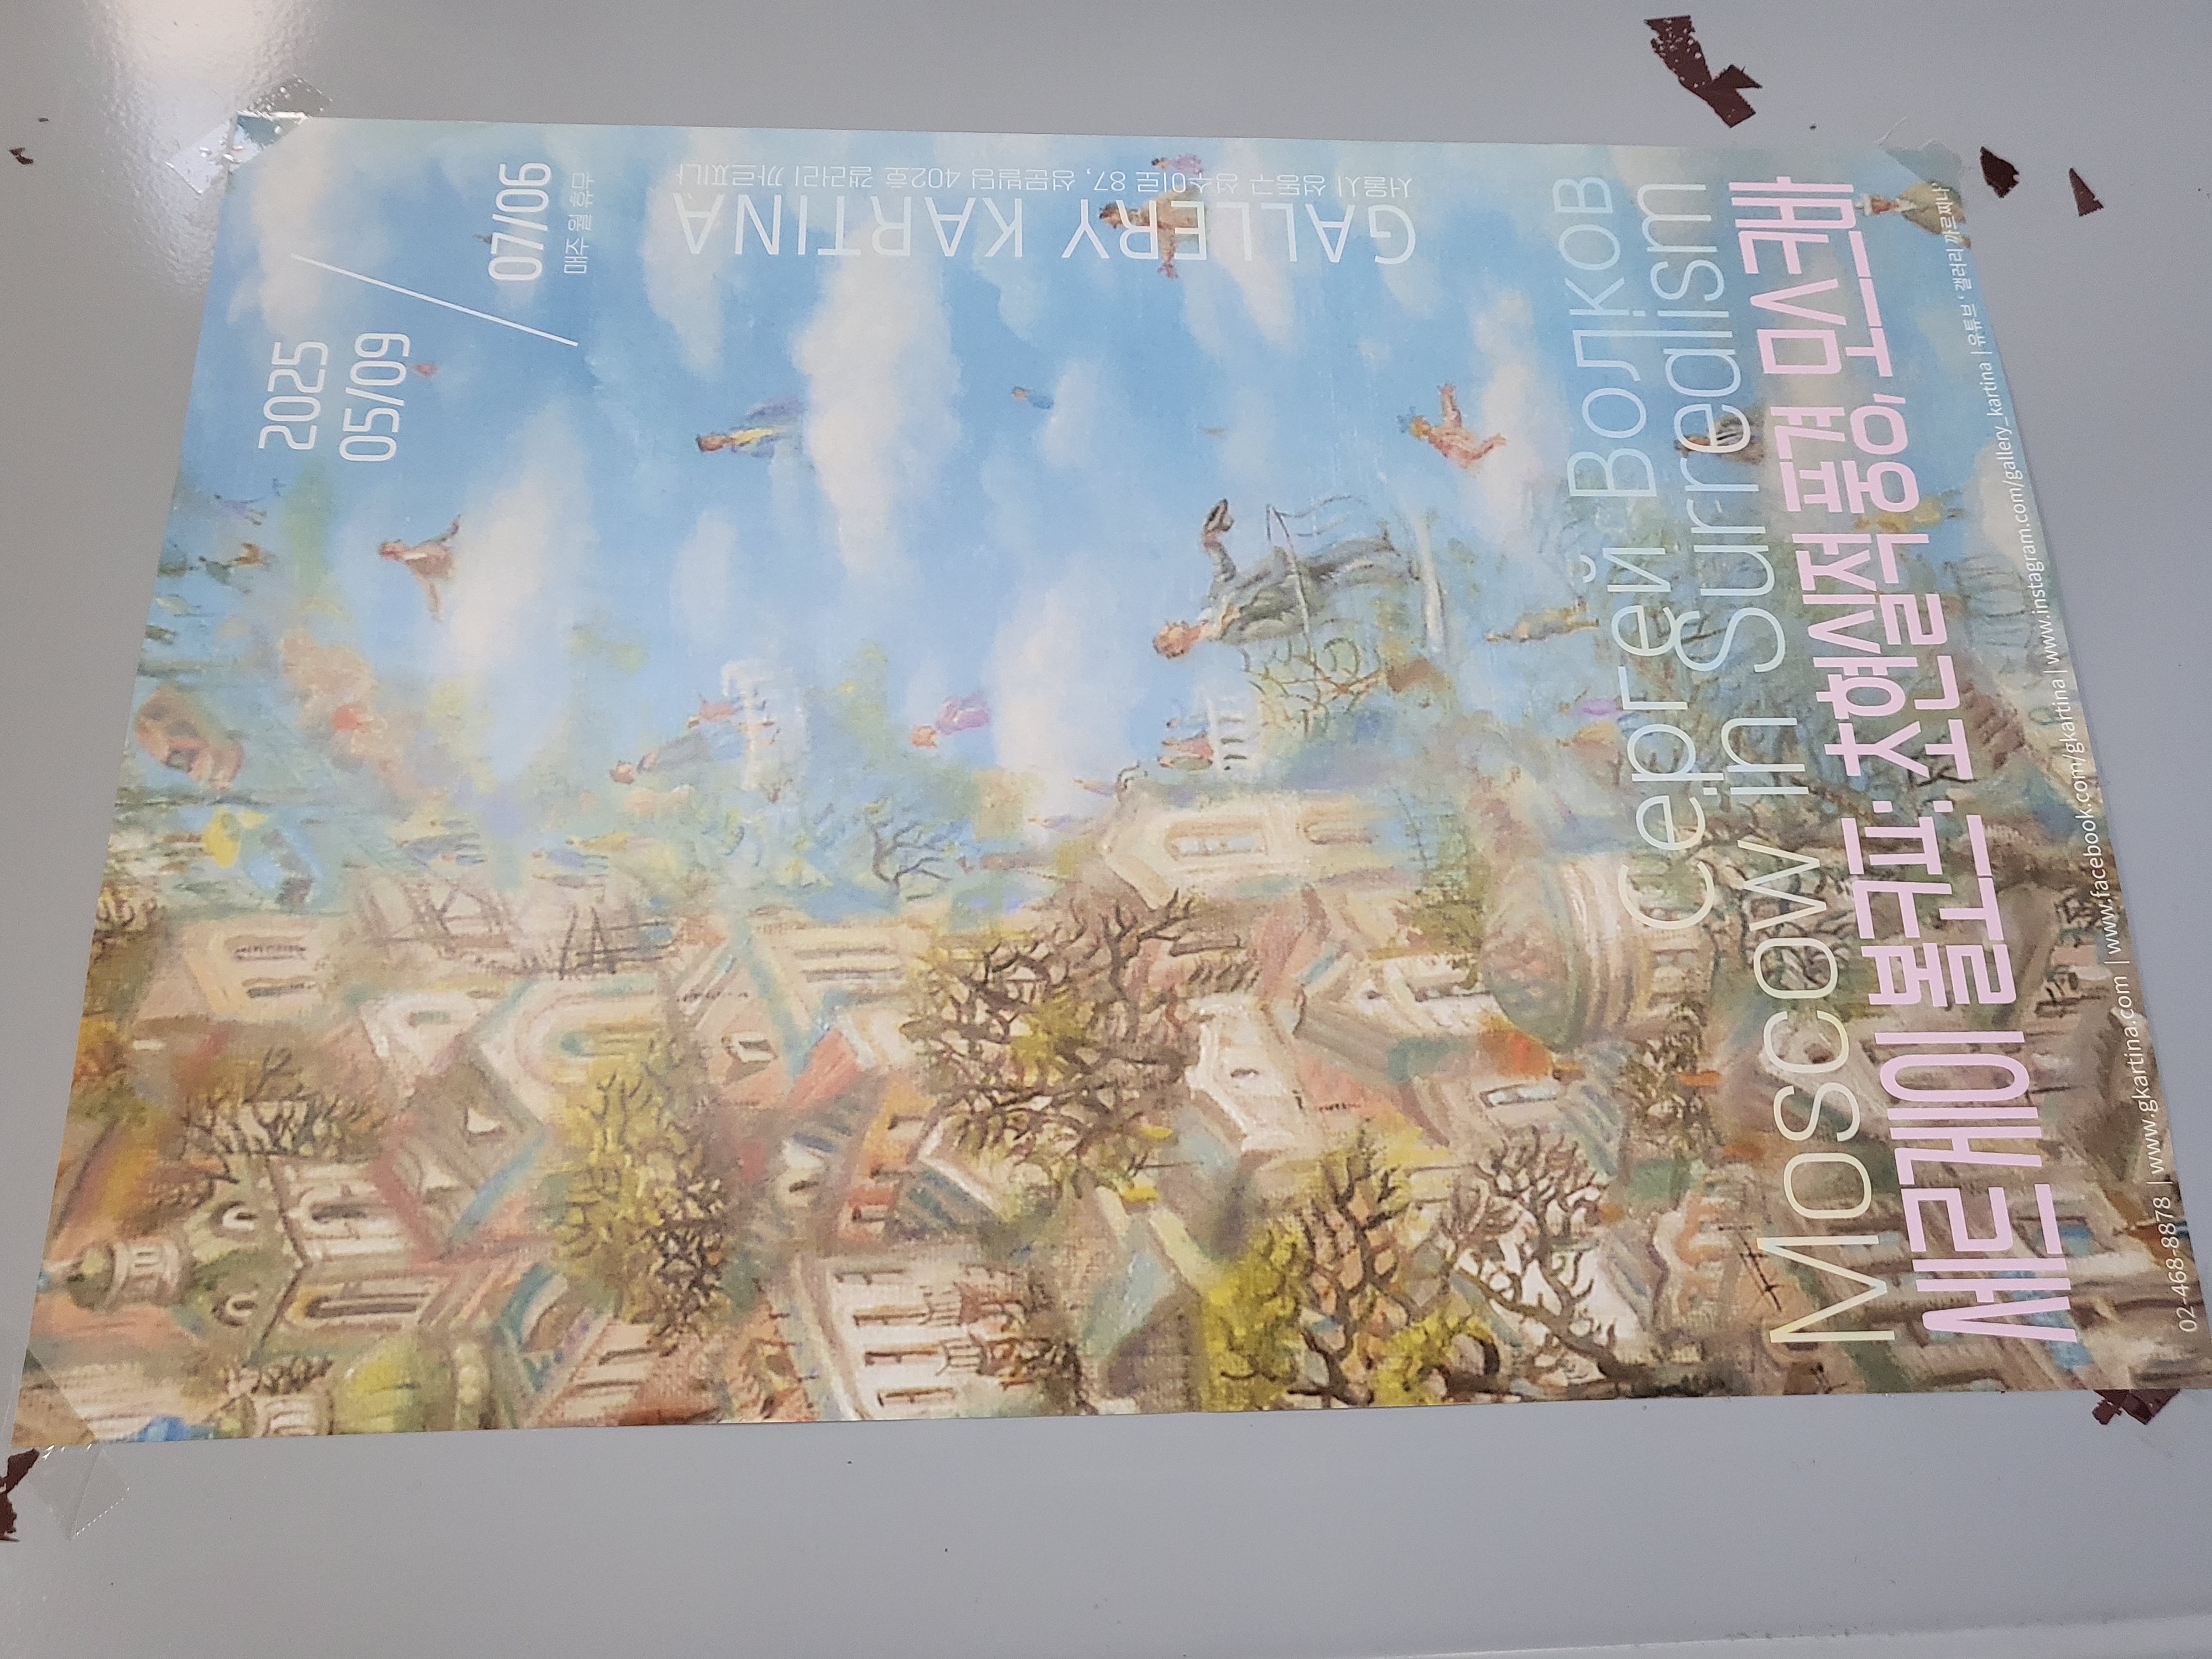 2025
05/09
07/06
매주 월 휴무
GALLERY KARTINA
서울시 성동구 성수이로 87, 성문빌딩 402호 갤러리 까르찌나
Сергей Волков
Moscow in Surrealism
세르게이 볼코프: 초현실적 풍경, 모스크바
02-468-8878 | www.gkartina.com | www.facebook.com/gkartina | www.instagram.com/gallery_kartina | 유튜브 ' 갤러리 까르찌나'